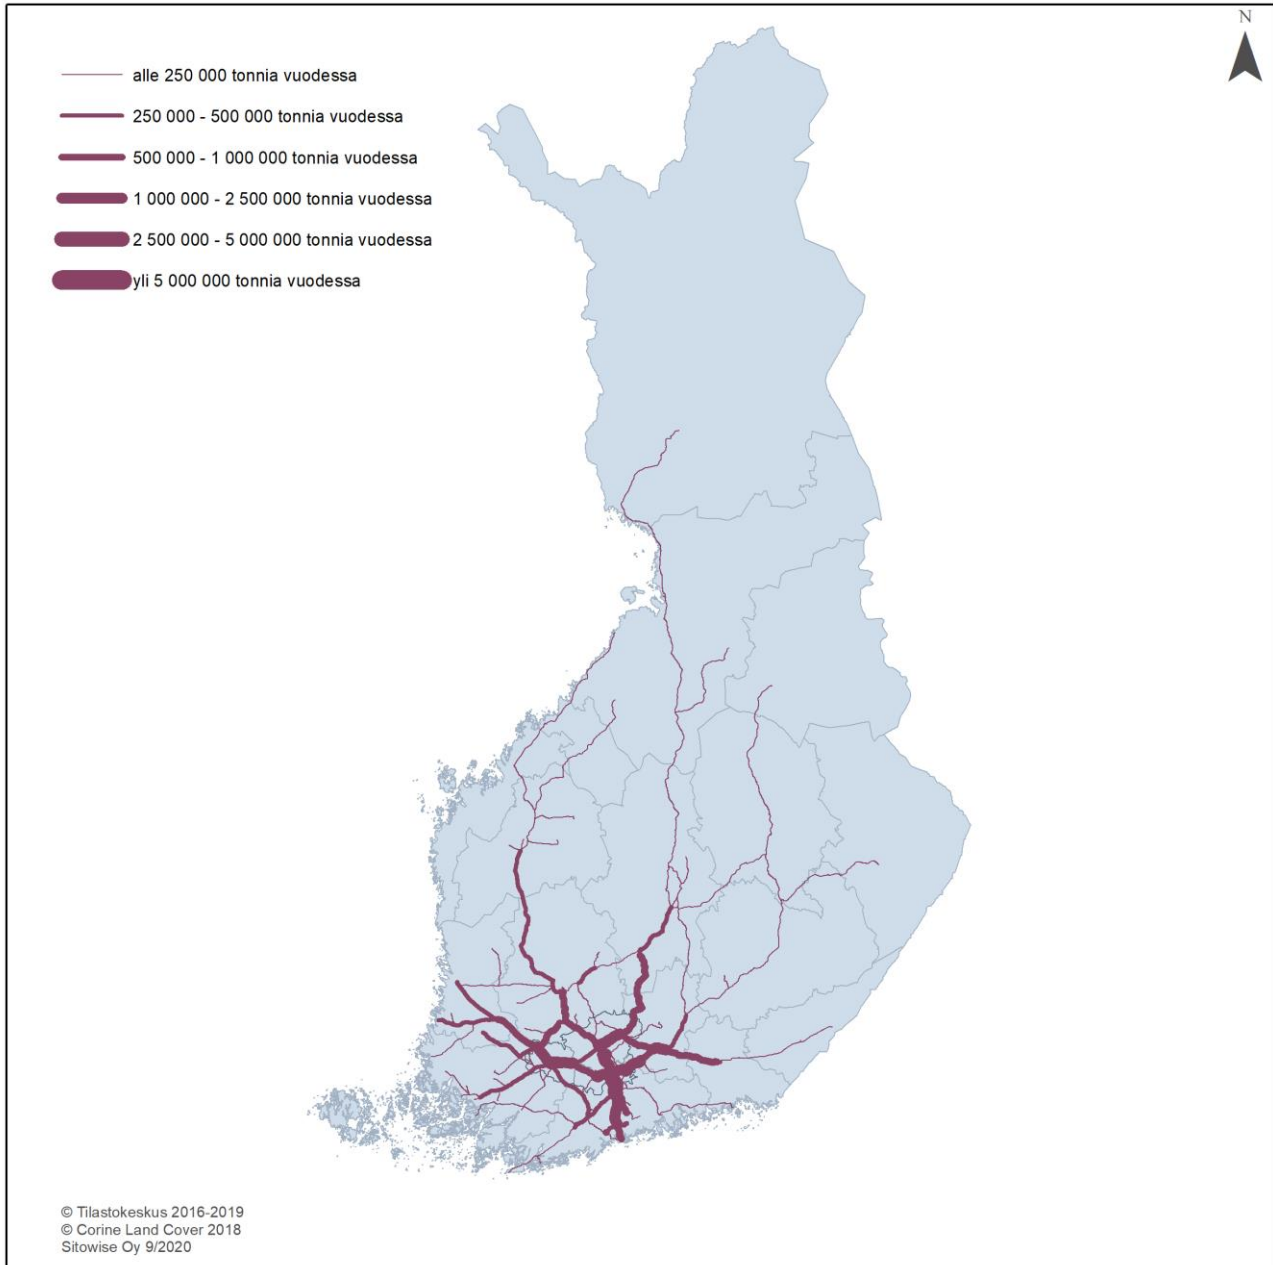 N
alle 250 000 tonnia vuodessa
250 000 - 500 000 tonnia vuodessa
500 000 - 1 000 000 tonnia vuodessa
1 000 000 - 2 500 000 tonnia vuodessa
2 500 000 - 5 000 000 tonnia vuodessa
yli 5 000 000 tonnia vuodessa
© Tilastokeskus 2016-2019
© Corine Land Cover 2018
Sitowise Oy 9/2020